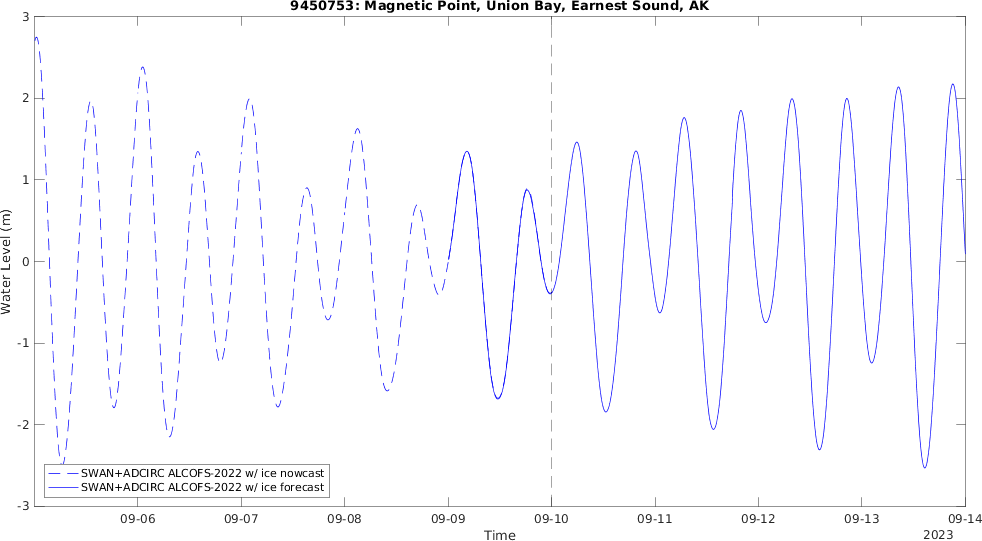 9450753: Magnetic Point, Union Bay, Earnest Sound, AK
3
2
1
0
-1
-2
-3
Water Level (m)
SWAN+ADCIRC ALCOFS-2022 w/ ice nowcast
SWAN+ADCIRC ALCOFS-2022 w/ ice forecast
09-06 09-07 09-08 09-09 09-10 09-11 09-12 09-13 09-14
Time
2023